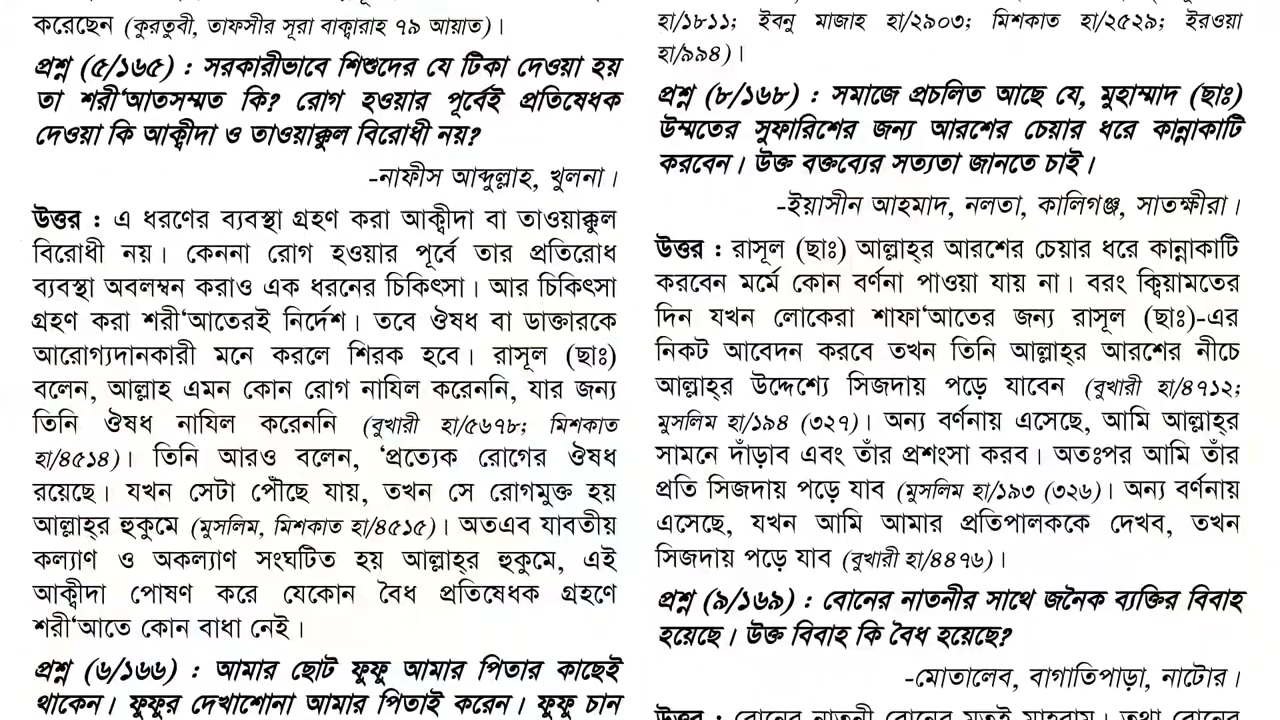 করেছেন (কুরতুবী, তাফসীর সূরা বাক্বারাহ ৭৯ আয়াত)।
প্রশ্ন (৫/১৬৫) : সরকারীভাবে শিশুদের যে টিকা দেওয়া হয়
তা শরী‘আতসম্মত কি? রোগ হওয়ার পূর্বেই প্রতিষেধক
দেওয়া কি আক্বীদা ও তাওয়াক্কুল বিরোধী নয়?
-নাফীস আব্দুল্লাহ, খুলনা।
উত্তর : এ ধরণের ব্যবস্থা গ্রহণ করা আক্বীদা বা তাওয়াক্কুল
বিরোধী নয়। কেননা রোগ হওয়ার পূর্বে তার প্রতিরোধ
ব্যবস্থা অবলম্বন করাও এক ধরনের চিকিৎসা। আর চিকিৎসা
গ্রহণ করা শরী‘আতেরই নির্দেশ। তবে ঔষধ বা ডাক্তারকে
আরোগ্যদানকারী মনে করলে শিরক হবে। রাসূল (ছাঃ)
বলেন, আল্লাহ এমন কোন রোগ নাযিল করেননি, যার জন্য
তিনি ঔষধ নাযিল করেননি (বুখারী হা/৫৬৭৮; মিশকাত
হা/৪৫১৪)। তিনি আরও বলেন, ‘প্রত্যেক রোগের ঔষধ
রয়েছে। যখন সেটা পৌঁছে যায়, তখন সে রোগমুক্ত হয়
আল্লাহ্‌র হুকুমে (মুসলিম, মিশকাত হা/৪৫১৫)। অতএব যাবতীয়
কল্যাণ ও অকল্যাণ সংঘটিত হয় আল্লাহ্‌র হুকুমে, এই
আক্বীদা পোষণ করে যেকোন বৈধ প্রতিষেধক গ্রহণে
শরী‘আতে কোন বাধা নেই।
প্রশ্ন (৬/১৬৬) : আমার ছোট ফুফু আমার পিতার কাছেই
থাকেন। ফুফুর দেখাশোনা আমার পিতাই করেন। ফুফু চান
হা/১৮১১; ইবনু মাজাহ হা/২৯০৩; মিশকাত হা/২৫২৯; ইরওয়া
হা/৯৯৪)।
প্রশ্ন (৮/১৬৮) : সমাজে প্রচলিত আছে যে, মুহাম্মাদ (ছাঃ)
উম্মতের সুফারিশের জন্য আরশের চেয়ার ধরে কান্নাকাটি
করবেন। উক্ত বক্তব্যের সত্যতা জানতে চাই।
-ইয়াসীন আহমাদ, নলতা, কালিগঞ্জ, সাতক্ষীরা।
উত্তর : রাসূল (ছাঃ) আল্লাহ্‌র আরশের চেয়ার ধরে কান্নাকাটি
করবেন মর্মে কোন বর্ণনা পাওয়া যায় না। বরং ক্বিয়ামতের
দিন যখন লোকেরা শাফা‘আতের জন্য রাসূল (ছাঃ)-এর
নিকট আবেদন করবে তখন তিনি আল্লাহ্‌র আরশের নীচে
আল্লাহ্‌র উদ্দেশ্যে সিজদায় পড়ে যাবেন (বুখারী হা/৪৭১২;
মুসলিম হা/১৯৪ (৩২৭)। অন্য বর্ণনায় এসেছে, আমি আল্লাহ্‌র
সামনে দাঁড়াব এবং তাঁর প্রশংসা করব। অতঃপর আমি তাঁর
প্রতি সিজদায় পড়ে যাব (মুসলিম হা/১৯৩ (৩২৬)। অন্য বর্ণনায়
এসেছে, যখন আমি আমার প্রতিপালককে দেখব, তখন
সিজদায় পড়ে যাব (বুখারী হা/৪৪৭৬)।
প্রশ্ন (৯/১৬৯) : বোনের নাতনীর সাথে জনৈক ব্যক্তির বিবাহ
হয়েছে। উক্ত বিবাহ কি বৈধ হয়েছে?
-মোতালেব, বাগাতিপাড়া, নাটোর।
উত্তর : বোনের নাতনী বোনের মতই মাহরাম। তথা বোনের